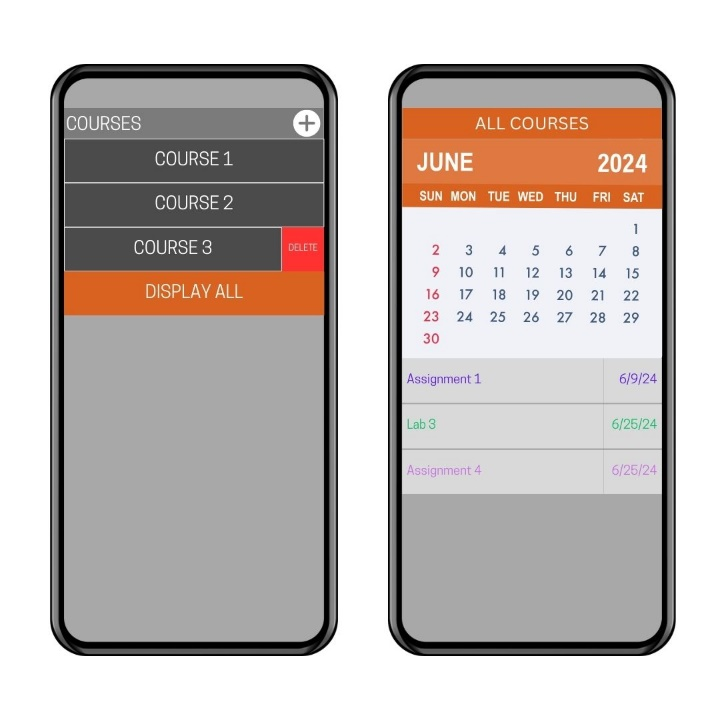 COURSES
COURSE 1
COURSE 2
COURSE 3 DELETE
DISPLAY ALL
ALL COURSES
JUNE 2024
SUN MON TUE WED THU FRI SAT
1
2 3 4 5 6 7 8
9 10 11 12 13 14 15
16 17 18 19 20 21 22
23 24 25 26 27 28 29
30
Assignment 1 6/9/24
Lab 3 6/25/24
Assignment 4 6/25/24